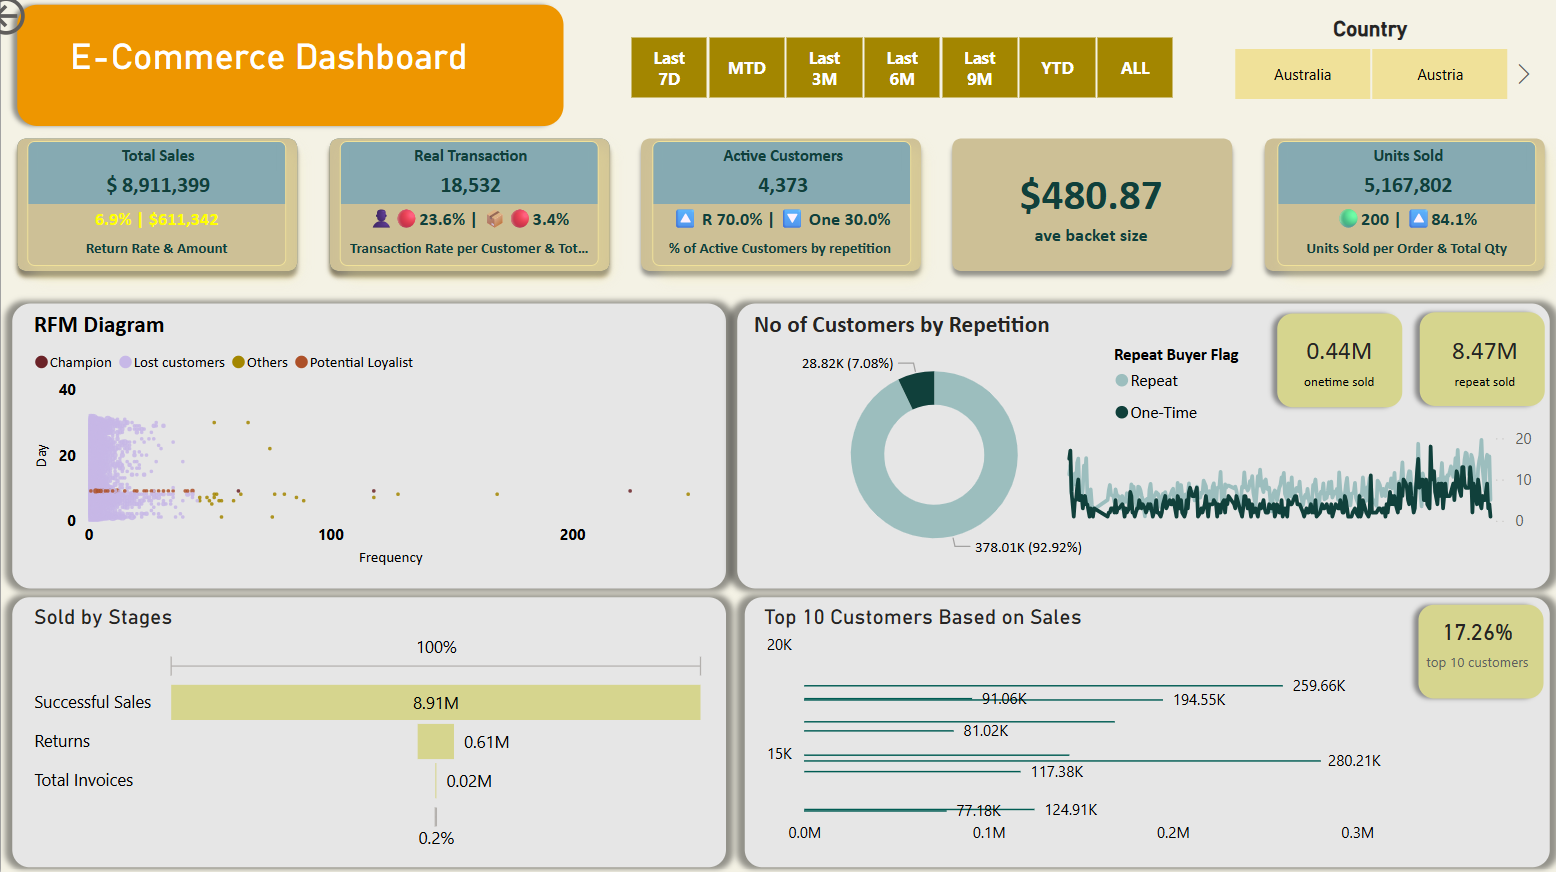 E-Commerce Dashboard
Last
7D
MTD
Last
3M
Last
6M
Last
9M
YTD
ALL
Country
Australia
Austria
Total Sales
$ 8,911,399
6.9% | $611,342
Return Rate & Amount
Real Transaction
18,532
23.6% | 3.4%
Transaction Rate per Customer & Tot...
Active Customers
4,373
R 70.0% | One 30.0%
% of Active Customers by repetition
$480.87
ave backet size
Units Sold
5,167,802
200 | 84.1%
Units Sold per Order & Total Qty
RFM Diagram
Champion
Lost customers
Others
Potential Loyalist
40
20
0
Day
0
100
200
Frequency
No of Customers by Repetition
28.82K (7.08%)
378.01K (92.92%)
Repeat Buyer Flag
Repeat
One-Time
0.44M
onetime sold
8.47M
repeat sold
20
10
0
Sold by Stages
100%
Successful Sales
8.91M
Returns
0.61M
Total Invoices
0.02M
0.2%
Top 10 Customers Based on Sales
17.26%
top 10 customers
20K
259.66K
91.06K
194.55K
81.02K
15K
280.21K
117.38K
77.18K
124.91K
0.0M
0.1M
0.2M
0.3M